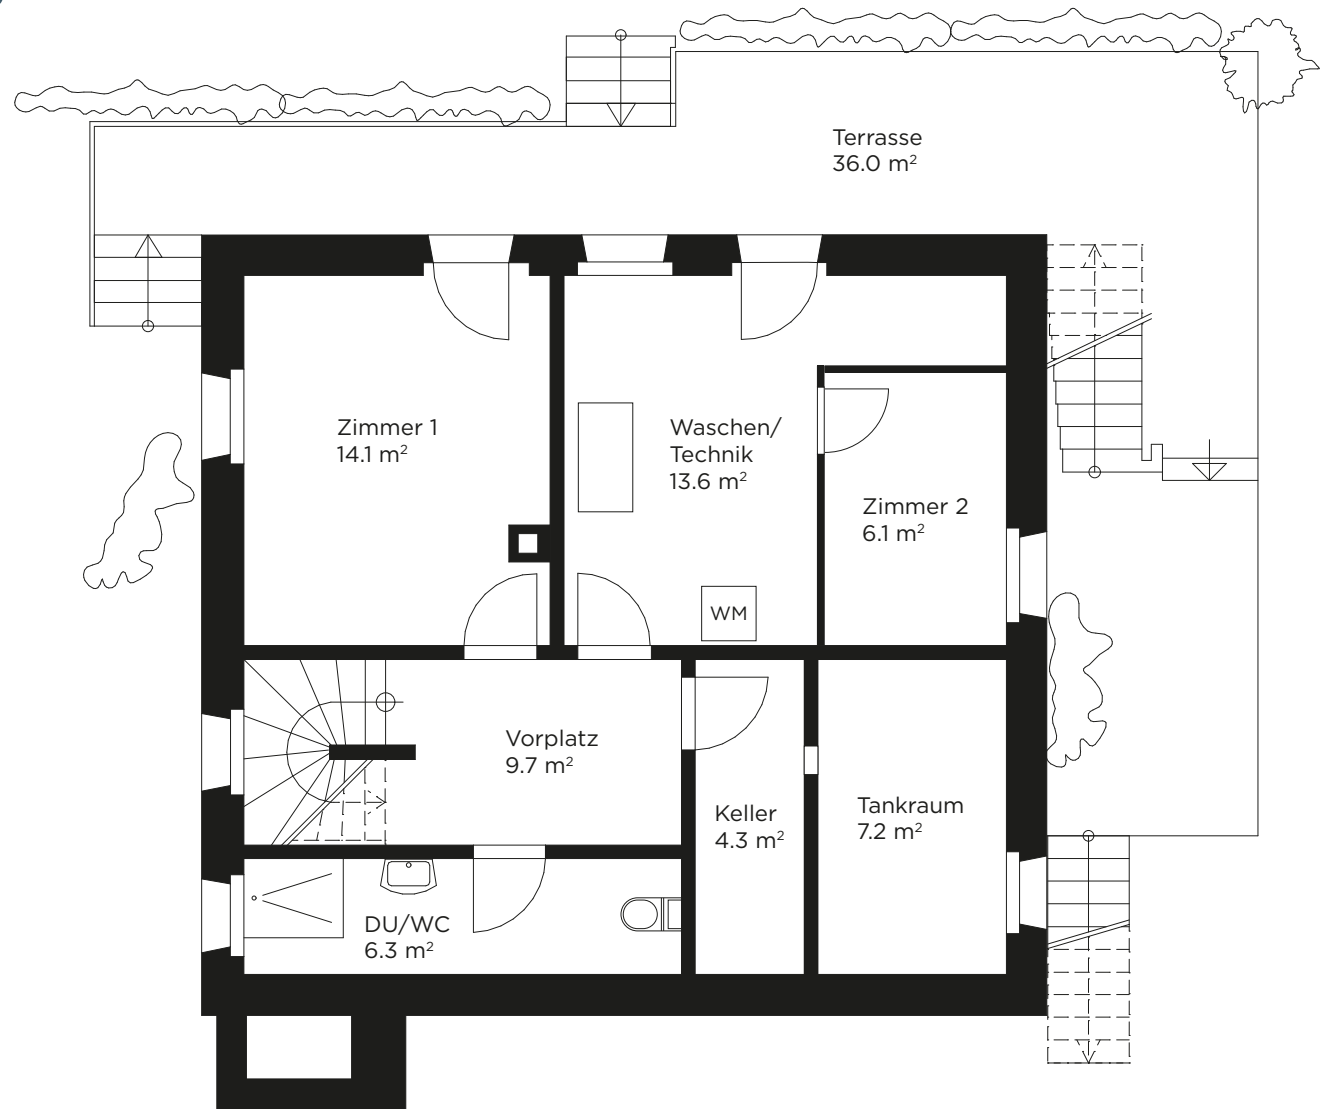 Terrasse
36.0 m²
Zimmer 1
14.1 m²
Waschen/
Technik
13.6 m²
Zimmer 2
6.1 m²
WM
Vorplatz
9.7 m²
Keller
4.3 m²
Tankraum
7.2 m²
DU/WC
6.3 m²